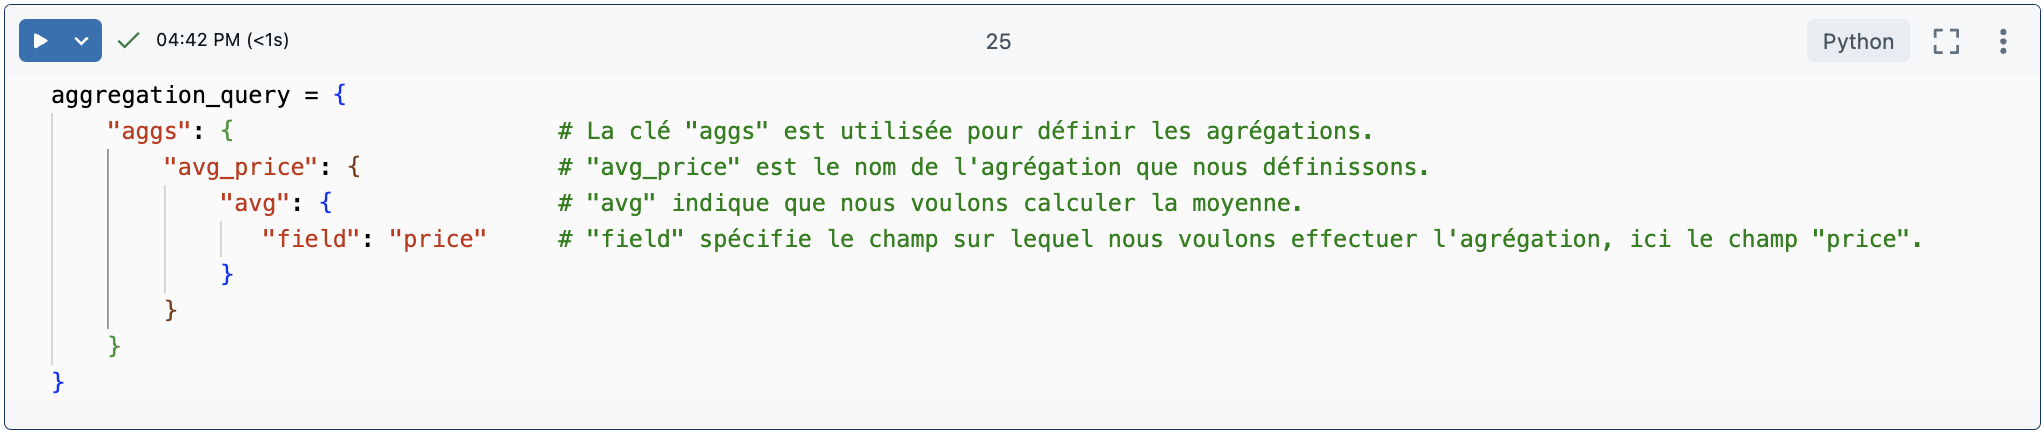 04:42 PM (<1s)
25
Python
aggregation_query = {
"aggs": { # La clé "aggs" est utilisée pour définir les agrégations.
"avg_price": { # "avg_price" est le nom de l'agrégation que nous définissons.
"avg": { # "avg" indique que nous voulons calculer la moyenne.
"field": "price" # "field" spécifie le champ sur lequel nous voulons effectuer l'agrégation, ici le champ "price".
}
}
}
}